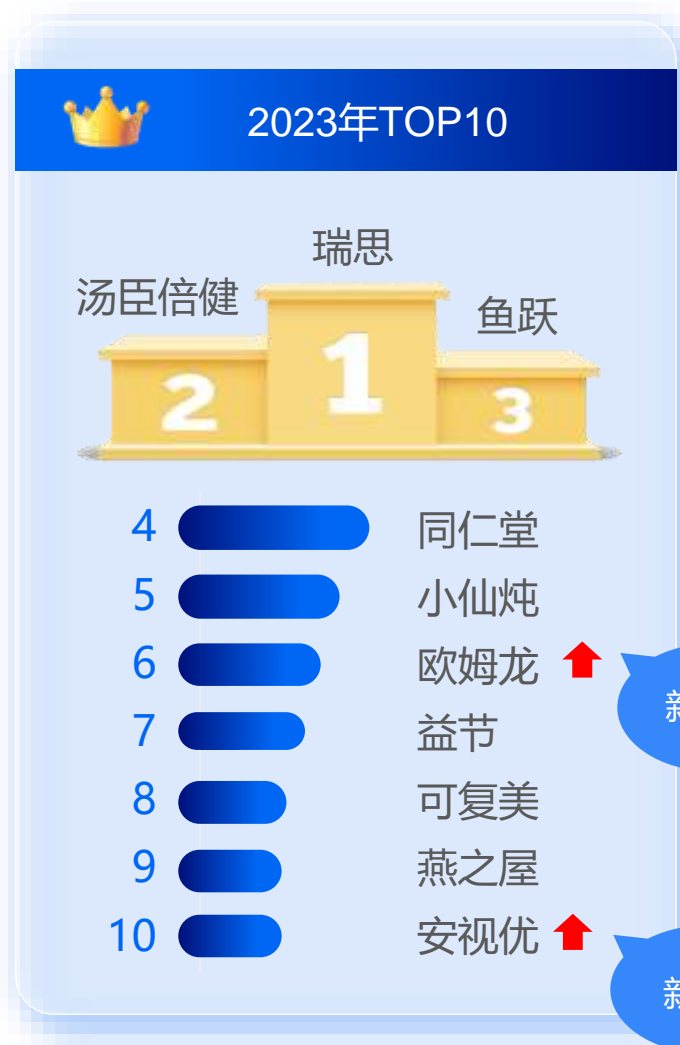 2023年TOP10
瑞思
汤臣倍健
鱼跃
1
2
3
4 同仁堂
5 小仙炖
6 欧姆龙
新
7 益节
8 可复美
9 燕之屋
10 安视优
新